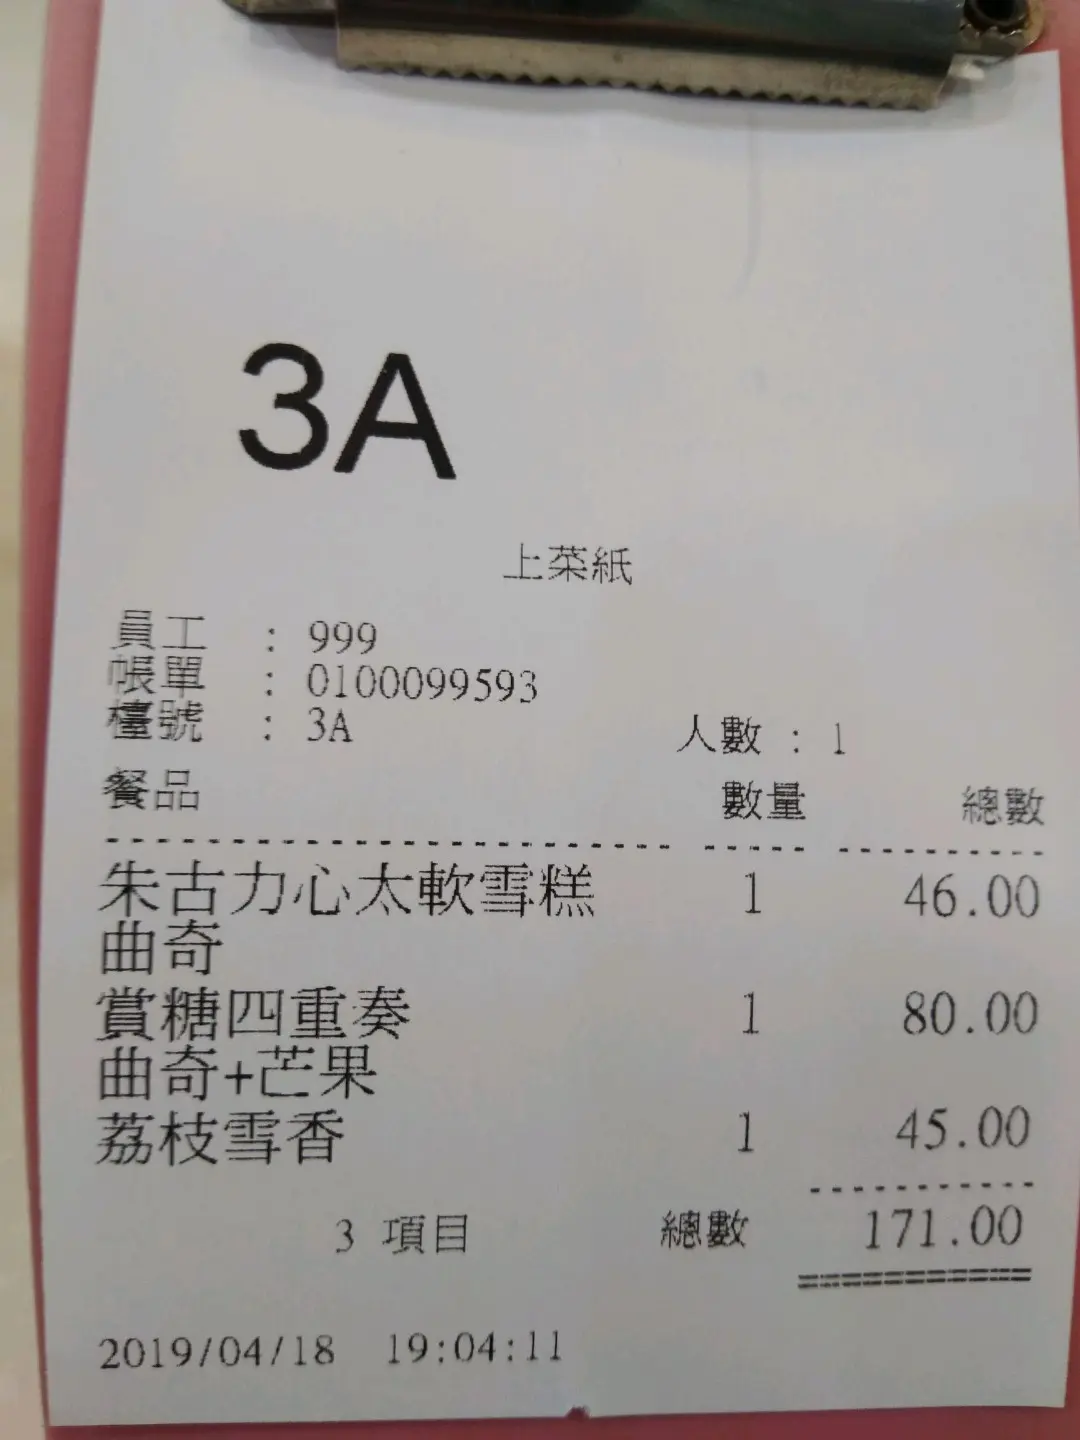 3A
上菜紙
員工 : 999
帳單 : 0100099593
檯號 : 3A 人數 : 1
餐品 數量 總數
朱古力心太軟雪糕 1 46.00
曲奇
賞糖四重奏 1 80.00
曲奇+芒果
荔枝雪香 1 45.00
3 項目 總數 171.00
2019/04/18 19:04:11